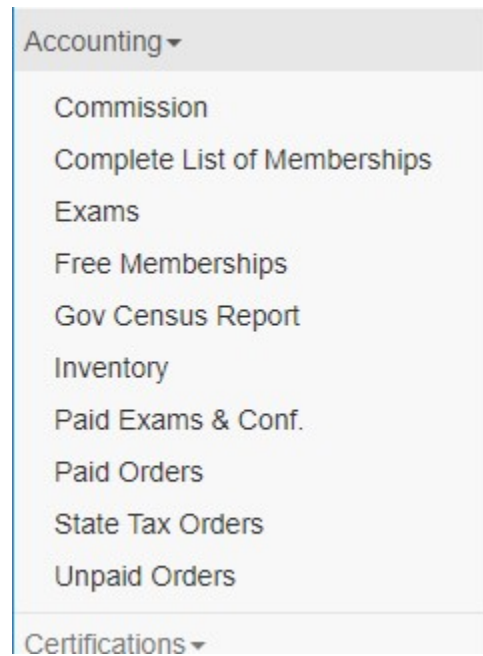 Accounting
Commission
Complete List of Memberships
Exams
Free Memberships
Gov Census Report
Inventory
Paid Exams & Conf.
Paid Orders
State Tax Orders
Unpaid Orders
Certifications